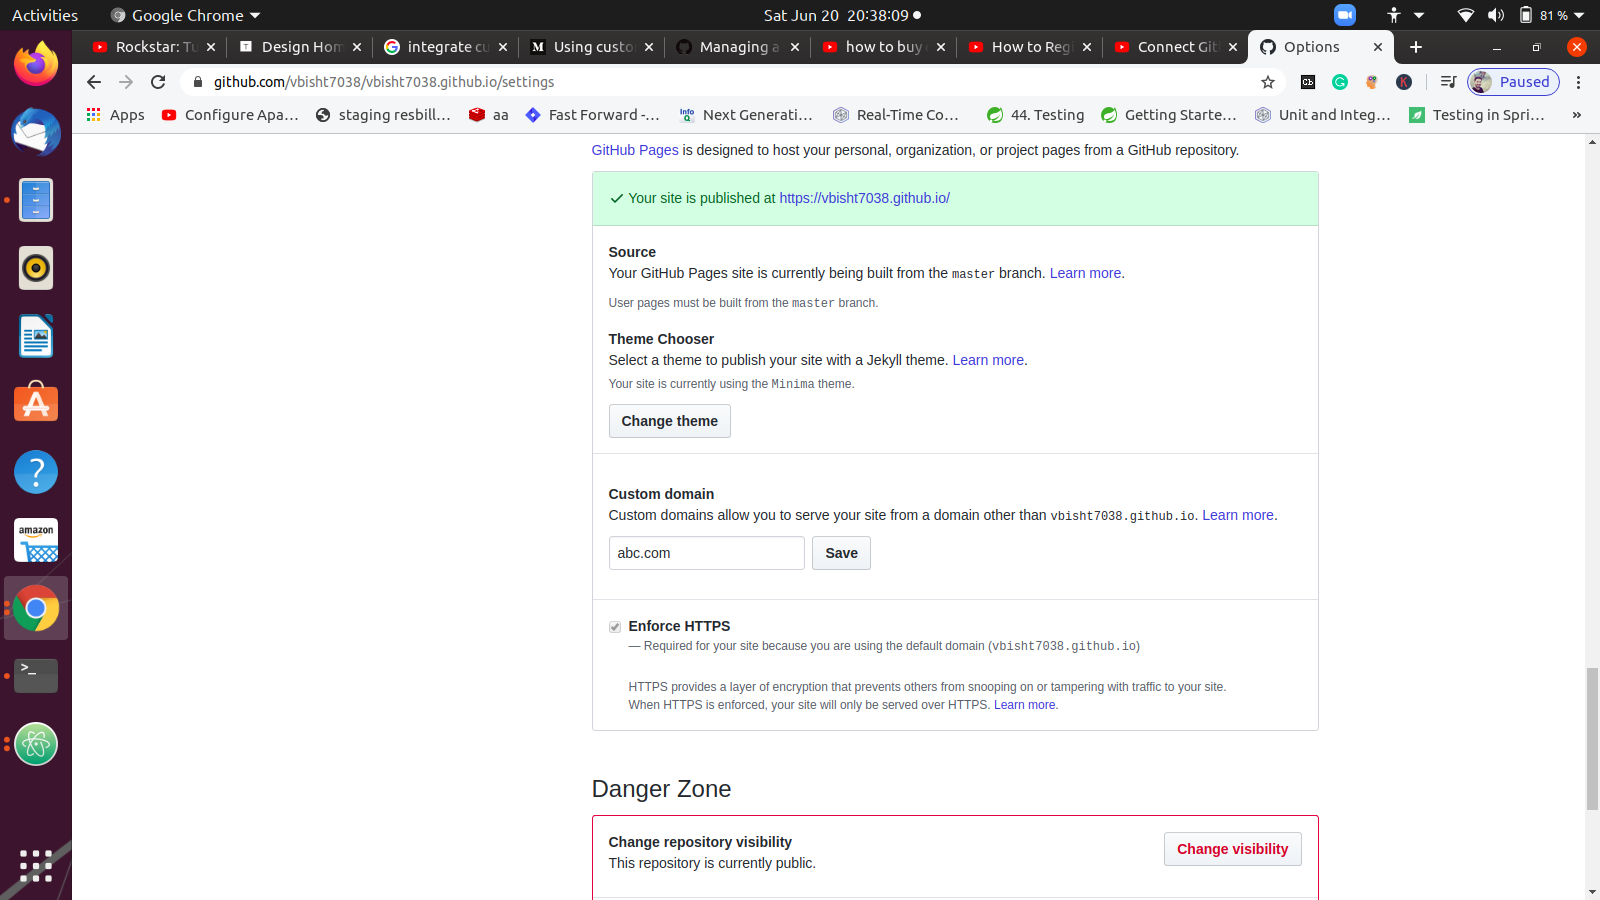 Activities
Google Chrome
Sat Jun 20 20:38:09
81 %
Rockstar: Tu
Design Hom
integrate cu
Using custo
Managing a
how to buy
How to Regi
Connect Git
Options
github.com/vbisht7038/vbisht7038.github.io/settings
Paused
Apps
Configure Apa...
staging resbill...
aa
Fast Forward -...
Next Generati...
Real-Time Co...
44. Testing
Getting Starte...
Unit and Integ...
Testing in Spri...
»
GitHub Pages is designed to host your personal, organization, or project pages from a GitHub repository.
✓ Your site is published at https://vbisht7038.github.io/
Source
Your GitHub Pages site is currently being built from the master branch. Learn more.
User pages must be built from the master branch.
Theme Chooser
Select a theme to publish your site with a Jekyll theme. Learn more.
Your site is currently using the Minima theme.
Change theme
Custom domain
Custom domains allow you to serve your site from a domain other than vbisht7038.github.io. Learn more.
abc.com
Save
Enforce HTTPS
— Required for your site because you are using the default domain (vbisht7038.github.io)
HTTPS provides a layer of encryption that prevents others from snooping on or tampering with traffic to your site.
When HTTPS is enforced, your site will only be served over HTTPS. Learn more.
Danger Zone
Change repository visibility
This repository is currently public.
Change visibility
amazon